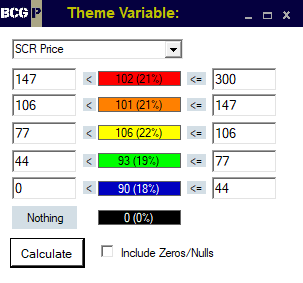 BCG P Theme Variable:
SCR Price
147 < 102 (21%) <= 300
106 < 101 (21%) <= 147
77 < 106 (22%) <= 106
44 < 93 (19%) <= 77
0 < 90 (18%) <= 44
Nothing 0 (0%)
Calculate Include Zeros/Nulls